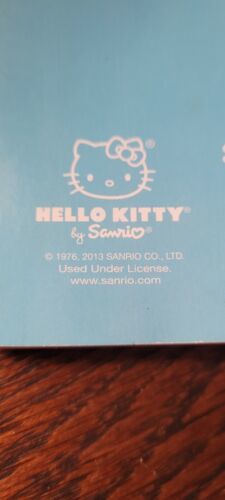 ®
HELLO KITTY®
by Sanrio®
© 1976, 2013 SANRIO CO., LTD.
Used Under License.
www.sanrio.com